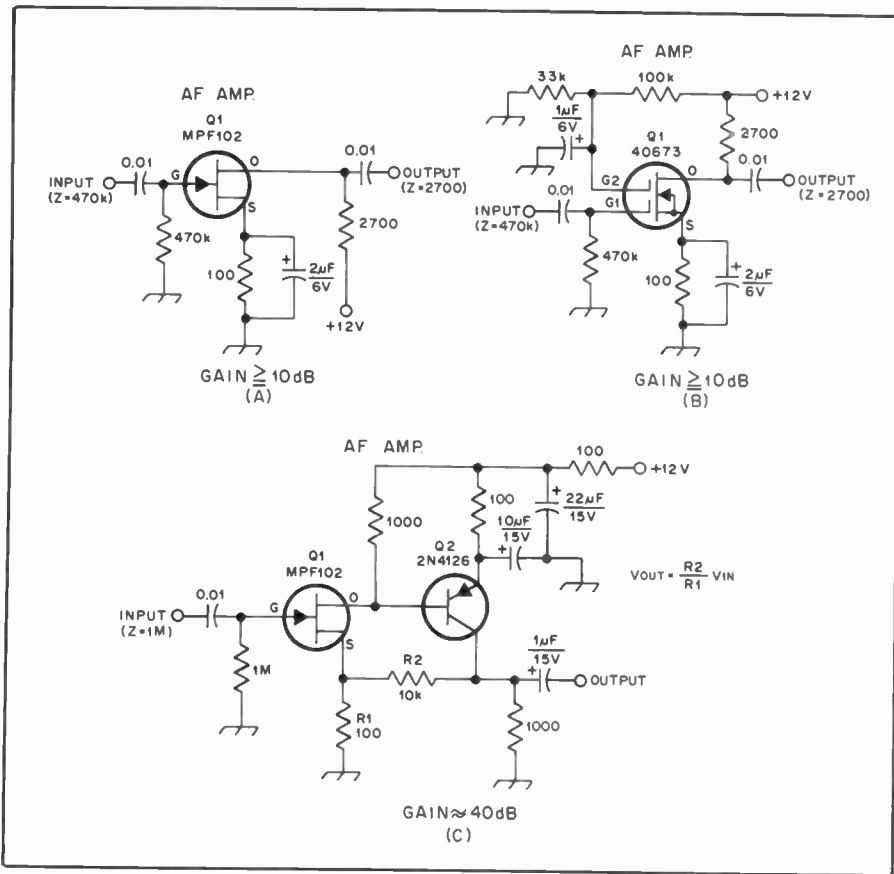 AF AMP.
Q1
MPF102
0.01
INPUT
(Z=470k)
G
O
S
0.01
OUTPUT
(Z=2700)
470k
100
+
2µF
6V
2700
+12V
GAIN ≧ 10dB
(A)
AF AMP.
33k
100k
+12V
1µF
6V
+
Q1
40673
2700
G2
O
0.01
OUTPUT
(Z=2700)
0.01
G1
INPUT
(Z=470k)
S
470k
100
+
2µF
6V
GAIN ≧ 10dB
(B)
AF AMP.
100
+12V
100
+
22µF
15V
1000
10µF
15V
+
Q2
2N4126
Q1
MPF102
VOUT = R2/R1 VIN
0.01
INPUT
(Z=1M)
G
O
S
1M
R2
10k
1µF
15V
+
OUTPUT
R1
100
1000
GAIN ≈ 40dB
(C)